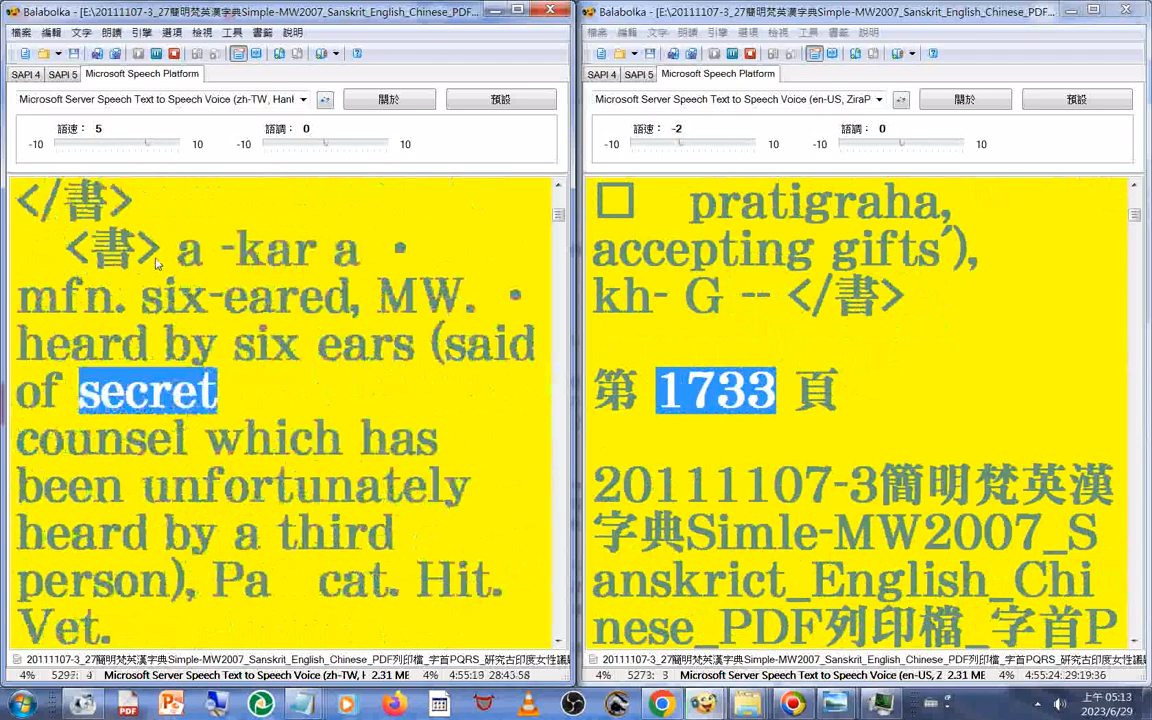 Balabolka - [E:\20111107-3_27簡明梵英漢字典Simple-MW2007_Sanskrit_English_Chinese_PDF...
檔案 編輯 文字 朗讀 引擎 選項 檢視 工具 書籤 說明
SAPI 4 SAPI 5 Microsoft Speech Platform
Microsoft Server Speech Text to Speech Voice (zh-TW, Hanl
關於 預設
語速： 5 語調： 0
-10 10 -10 10
</書>
<書> a -kar a •
mfn. six-eared, MW. •
heard by six ears (said
of secret
counsel which has
been unfortunately
heard by a third
person), Pa cat. Hit.
Vet.
20111107-3_27簡明梵英漢字典Simple-MW2007_Sanskrit_English_Chinese_PDF列印檔_字首PQRS_研究古印度女性議
4% Microsoft Server Speech Text to Speech Voice (zh-TW, H 2.31 ME 4% 4:55:19 28:43:58
Balabolka - [E:\20111107-3_27簡明梵英漢字典Simple-MW2007_Sanskrit_English_Chinese_PDF...
檔案 編輯 文字 朗讀 引擎 選項 檢視 工具 書籤 說明
SAPI 4 SAPI 5 Microsoft Speech Platform
Microsoft Server Speech Text to Speech Voice (en-US, ZiraP
關於 預設
語速： -2 語調： 0
-10 10 -10 10
□ pratigraha,
accepting gifts´),
kh- G -- </書>
第 1733 頁
20111107-3簡明梵英漢
字典Simle-MW2007_S
anskrict_English_Chi
nese_PDF列印檔_字首P
20111107-3_27簡明梵英漢字典Simple-MW2007_Sanskrit_English_Chinese_PDF列印檔_字首PQRS_研究古印度女性議
4% Microsoft Server Speech Text to Speech Voice (en-US, Z 2.31 ME 4% 4:55:24:29:19:36
上午 05:13
2023/6/29